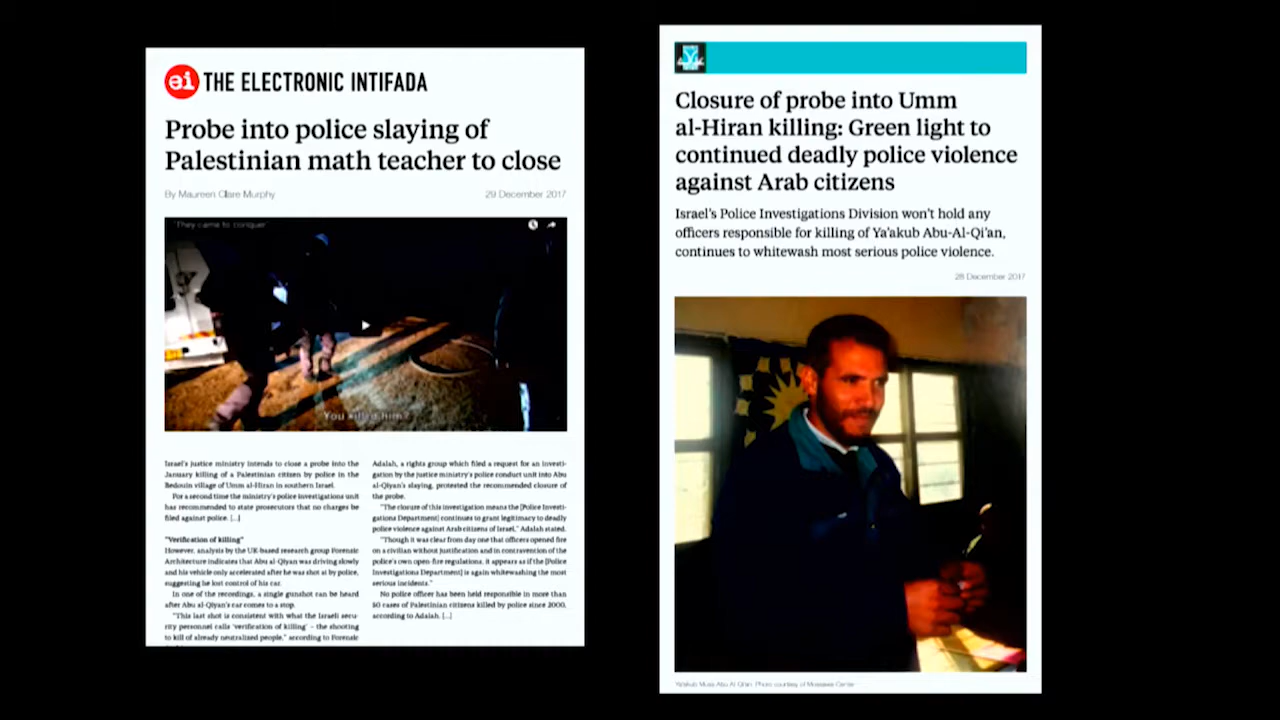 ei THE ELECTRONIC INTIFADA
Probe into police slaying of
Palestinian math teacher to close
By Maureen Clare Murphy
29 December 2017
"They came to conquer"
You killed him?
Israel's justice ministry intends to close a probe into the
January killing of a Palestinian citizen by police in the
Bedouin village of Umm al-Hiran in southern Israel.
For a second time the ministry's police investigations unit
has recommended to state prosecutors that no charges be
filed against police. [...]
"Verification of killing"
However, analysis by the UK-based research group Forensic
Architecture indicates that Abu al-Qiyan was driving slowly
and his vehicle only accelerated after he was shot at by police,
suggesting he lost control of his car.
In one of the recordings, a single gunshot can be heard
after Abu al-Qiyan's car comes to a stop.
"This last shot is consistent with what the Israeli secu-
rity personnel calls 'verification of killing' – the shooting
to kill of already neutralized people," according to Forensic
Adalah, a rights group which filed a request for an investi-
gation by the justice ministry's police conduct unit into Abu
al-Qiyan's slaying, protested the recommended closure of
the probe.
"The closure of this investigation means the [Police Investi-
gations Department] continues to grant legitimacy to deadly
police violence against Arab citizens of Israel," Adalah stated.
"Though it was clear from day one that officers opened fire
on a civilian without justification and in contravention of the
police's own open-fire regulations, it appears as if the [Police
Investigations Department] is again whitewashing the most
serious incidents."
No police officer has been held responsible in more than
50 cases of Palestinian citizens killed by police since 2000,
according to Adalah. [...]
Closure of probe into Umm
al-Hiran killing: Green light to
continued deadly police violence
against Arab citizens
Israel's Police Investigations Division won't hold any
officers responsible for killing of Ya'akub Abu-Al-Qi'an,
continues to whitewash most serious police violence.
28 December 2017
Ya'akub Musa Abu Al Qi'an. Photo courtesy of Mossawa Center